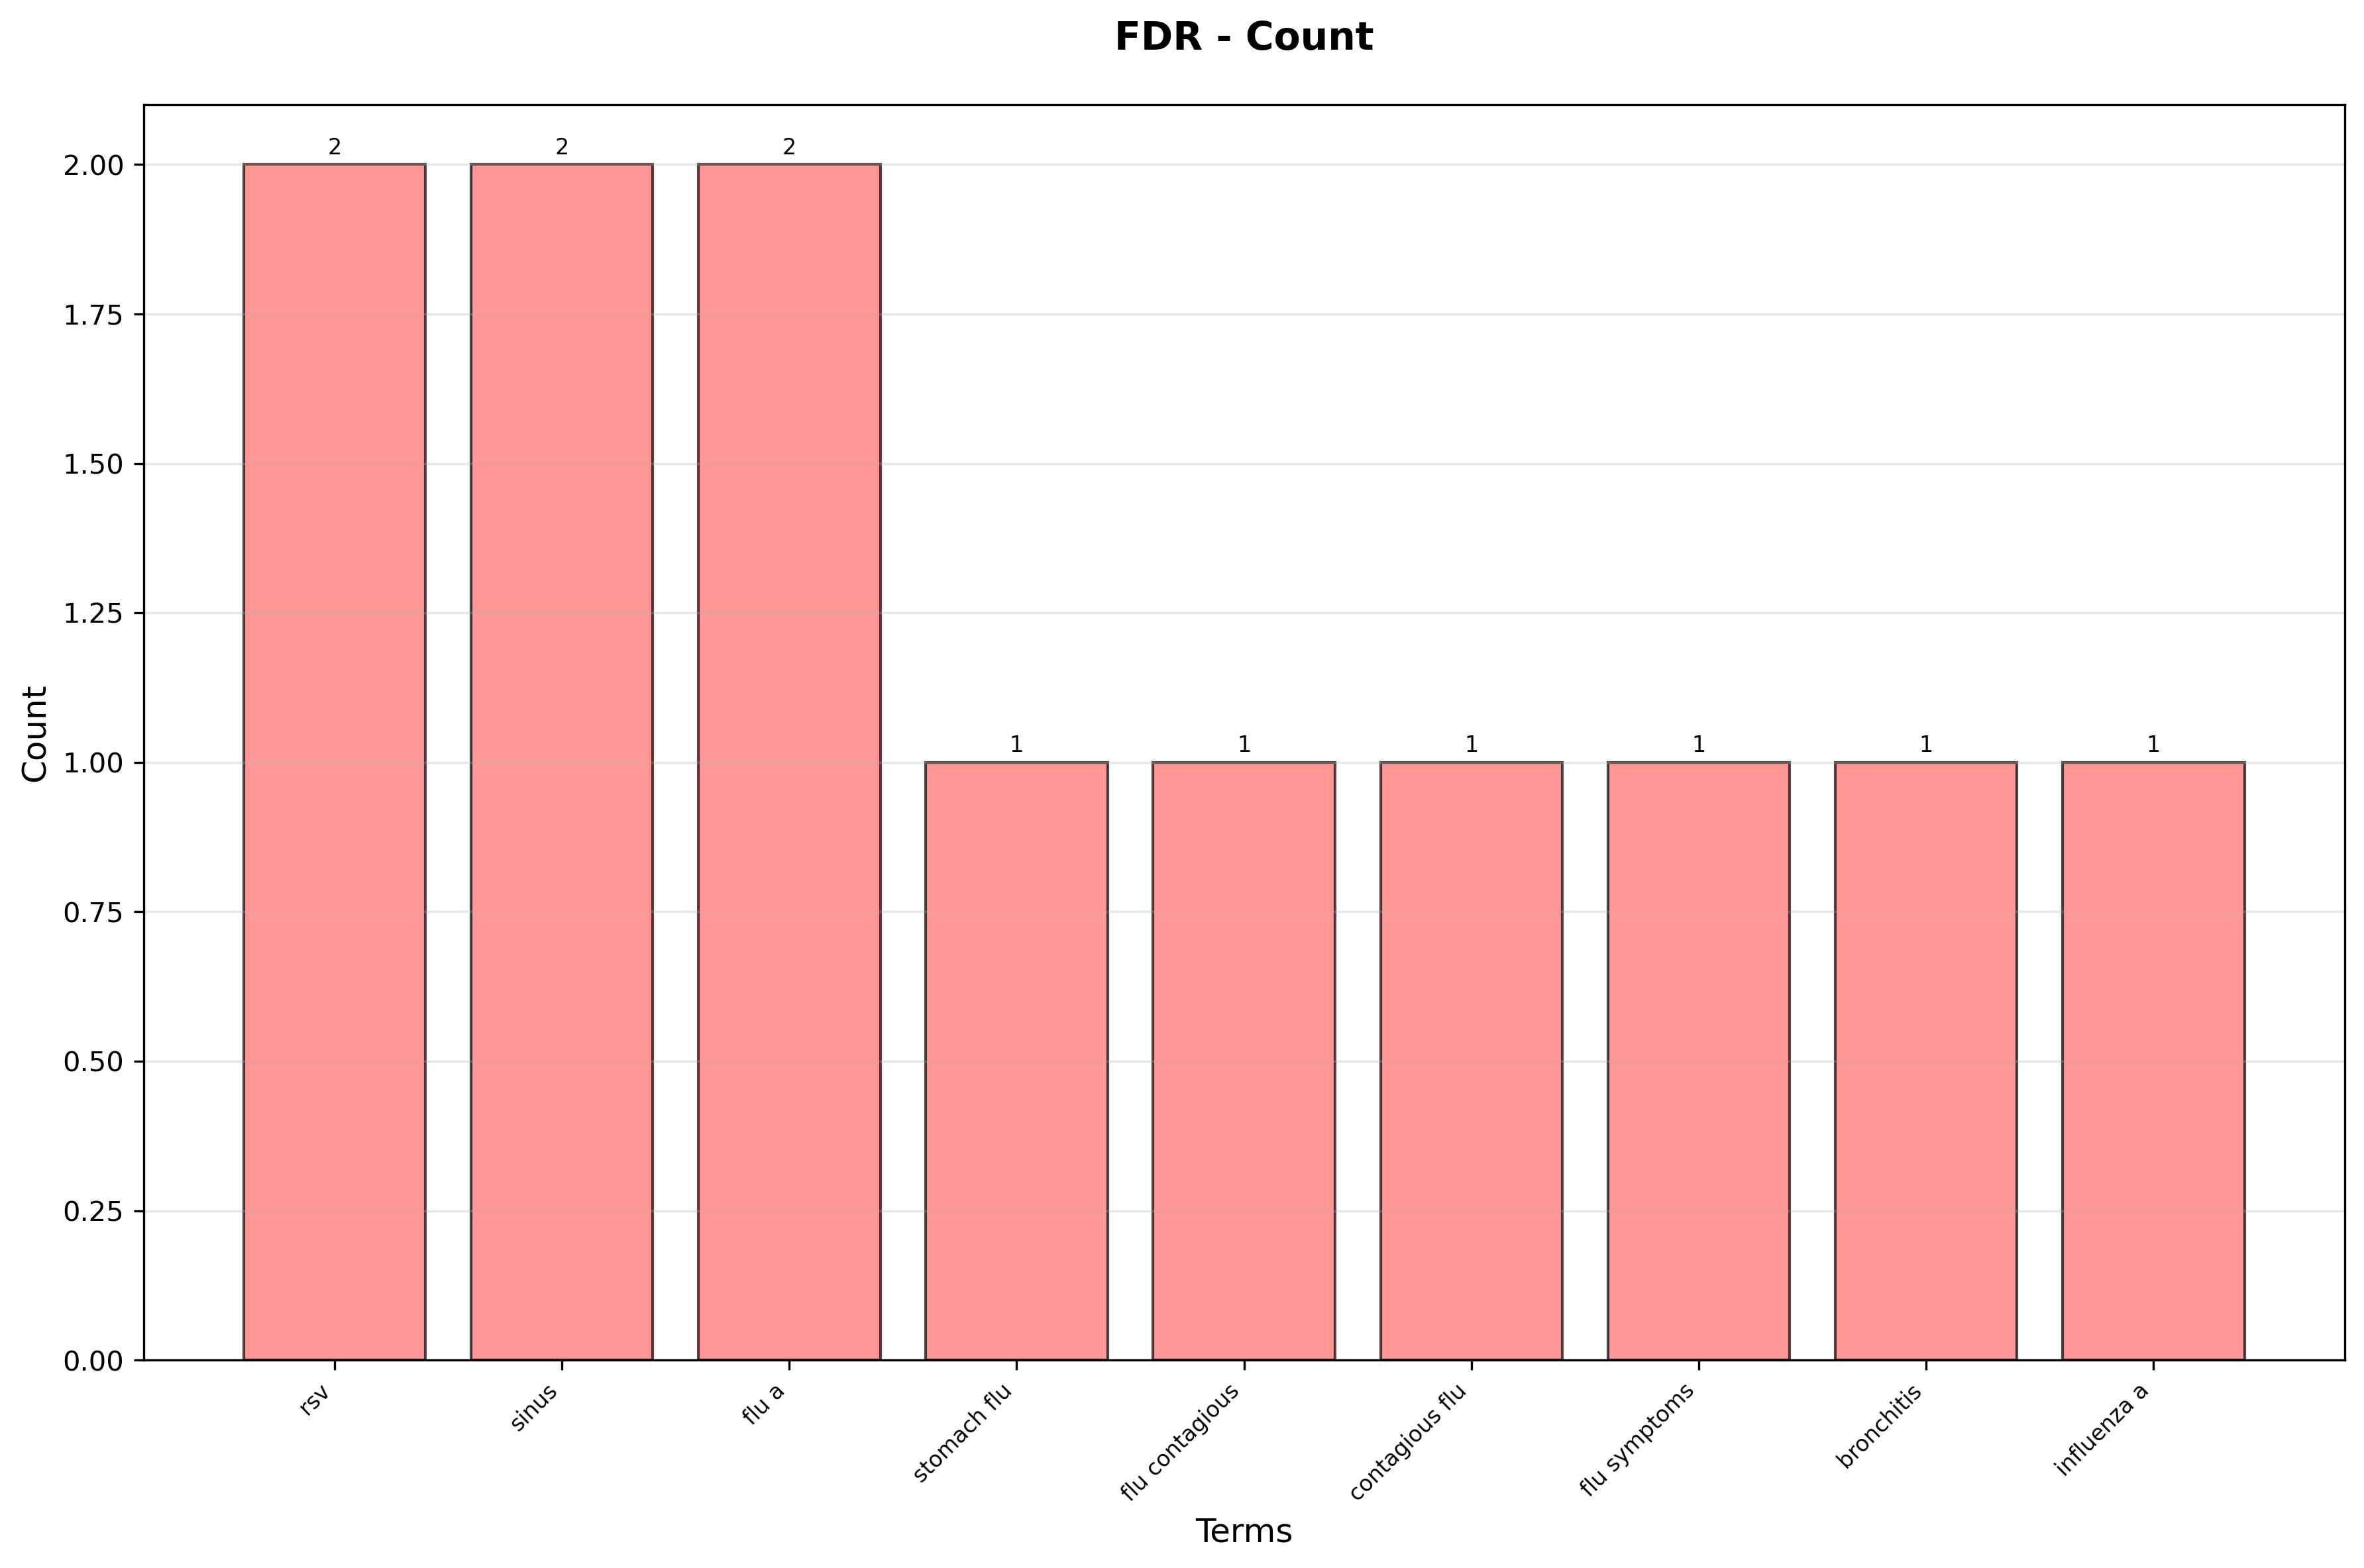 FDR - Count
2
2
2
1
1
1
1
1
1
2.00
1.75
1.50
1.25
1.00
0.75
0.50
0.25
0.00
Count
rsv
sinus
flu a
stomach flu
flu contagious
contagious flu
flu symptoms
bronchitis
influenza a
Terms